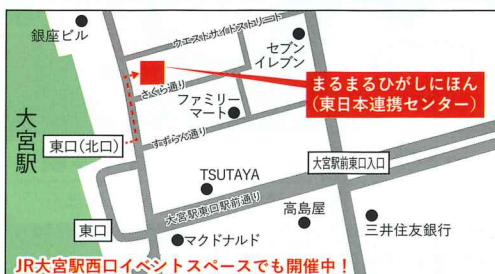 銀座ビル
ウエストサイドストリート
セブン
イレブン
さくら通り
まるまるひがしにほん
(東日本連携センター)
ファミリー
マート
大宮駅
東口(北口)
すずらん通り
大宮駅前東口入口
TSUTAYA
大宮駅東口駅前通り
東口
高島屋
三井住友銀行
マクドナルド
JR大宮駅西口イベントスペースでも開催中!